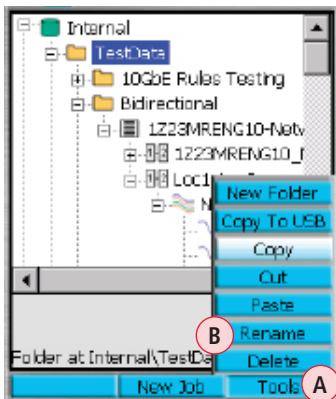 Internal
TestData
10GbE Rules Testing
Bidirectional
1Z23MRENG10-Netw
1Z23MRENG10_
N
New Folder
Copy To USB
Copy
Cut
Paste
B Rename
Folder at Internal\TestDa Delete
New Job Tools A